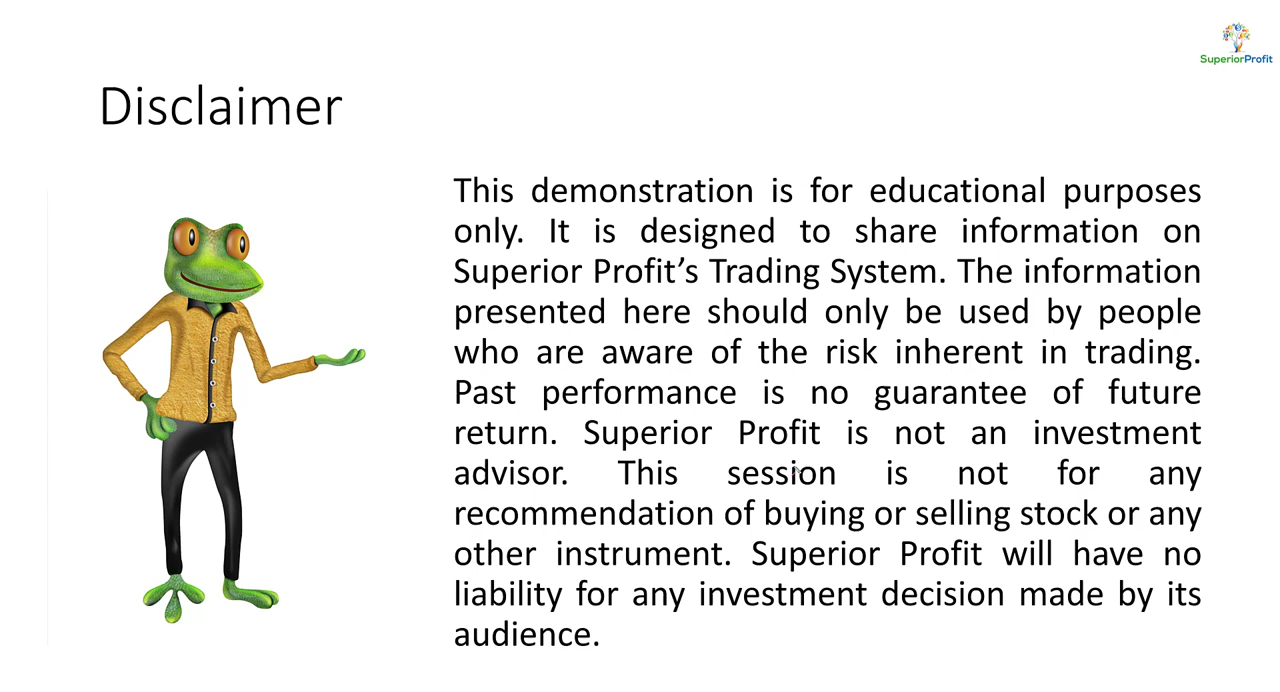 SuperiorProfit
Disclaimer
This demonstration is for educational purposes
only. It is designed to share information on
Superior Profit’s Trading System. The information
presented here should only be used by people
who are aware of the risk inherent in trading.
Past performance is no guarantee of future
return. Superior Profit is not an investment
advisor. This session is not for any
recommendation of buying or selling stock or any
other instrument. Superior Profit will have no
liability for any investment decision made by its
audience.